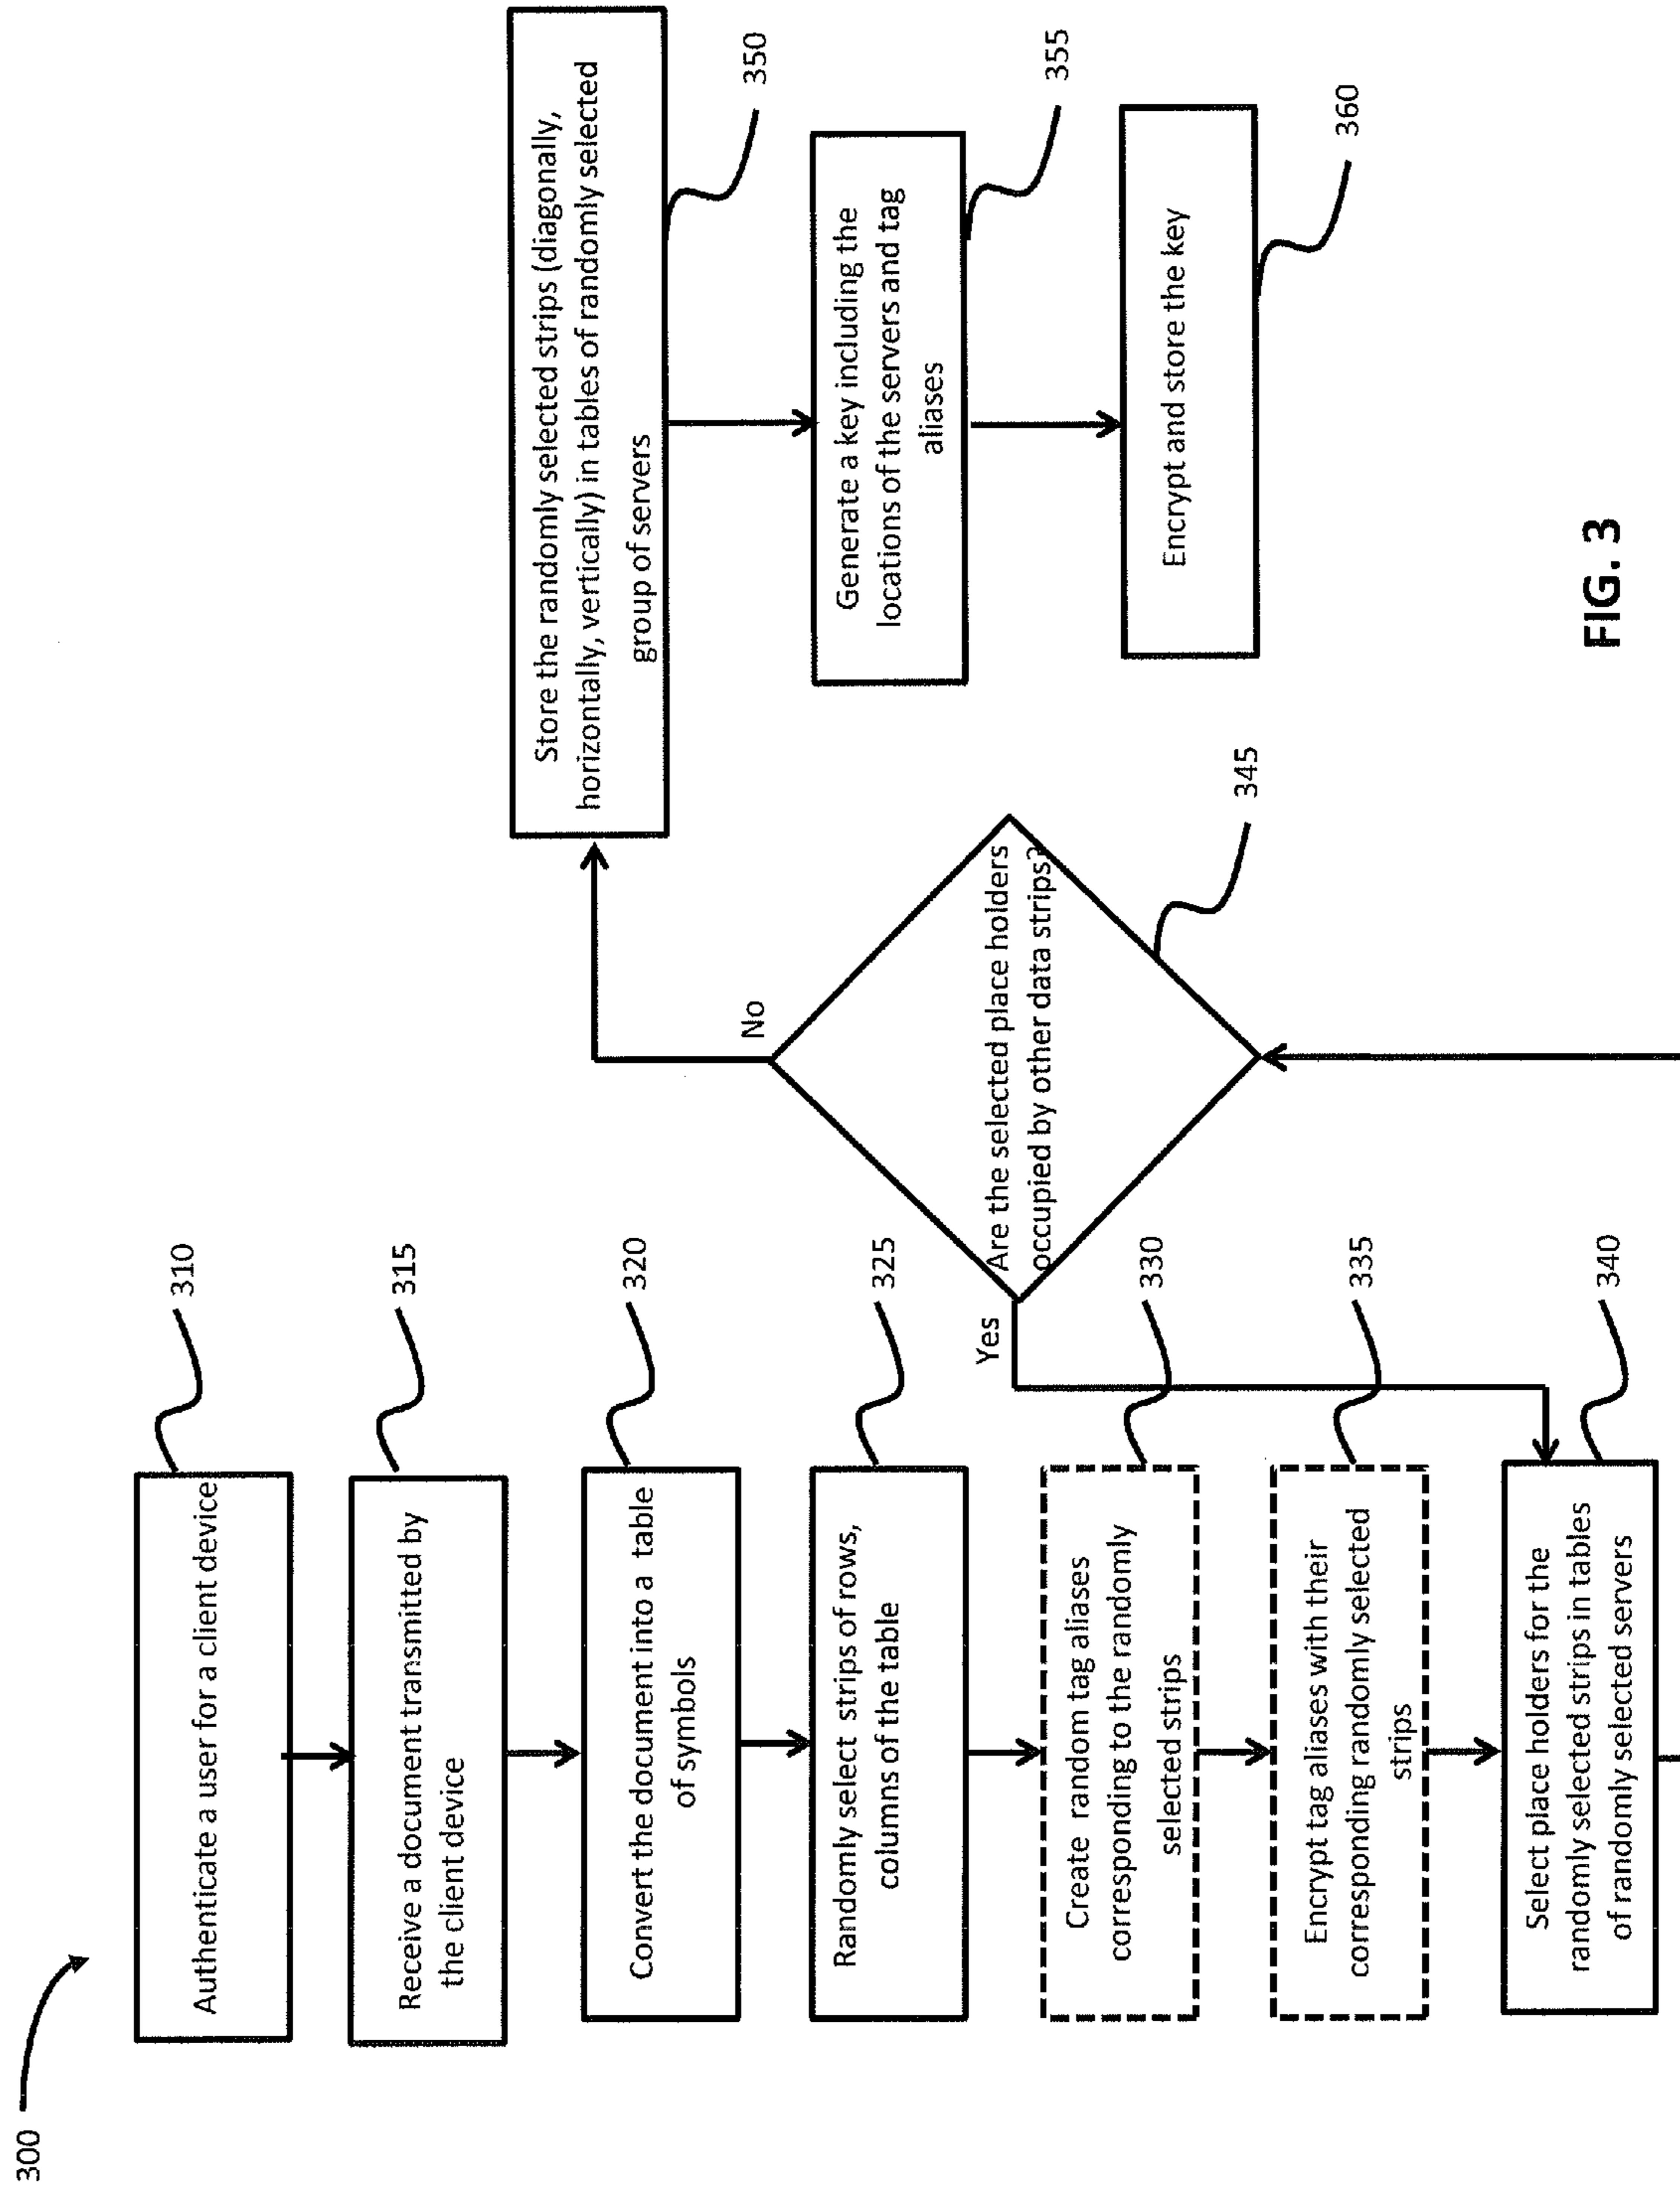 300
Authenticate a user for a client device
310
Receive a document transmitted by
the client device
315
Convert the document into a table
of symbols
320
Randomly select strips of rows,
columns of the table
325
Create random tag aliases
corresponding to the randomly
selected strips
330
Encrypt tag aliases with their
corresponding randomly selected
strips
335
Select place holders for the
randomly selected strips in tables
of randomly selected servers
340
Yes
Are the selected place holders
occupied by other data strips?
345
No
Store the randomly selected strips (diagonally,
horizontally, vertically) in tables of randomly selected
group of servers
350
Generate a key including the
locations of the servers and tag
aliases
355
Encrypt and store the key
360
FIG. 3